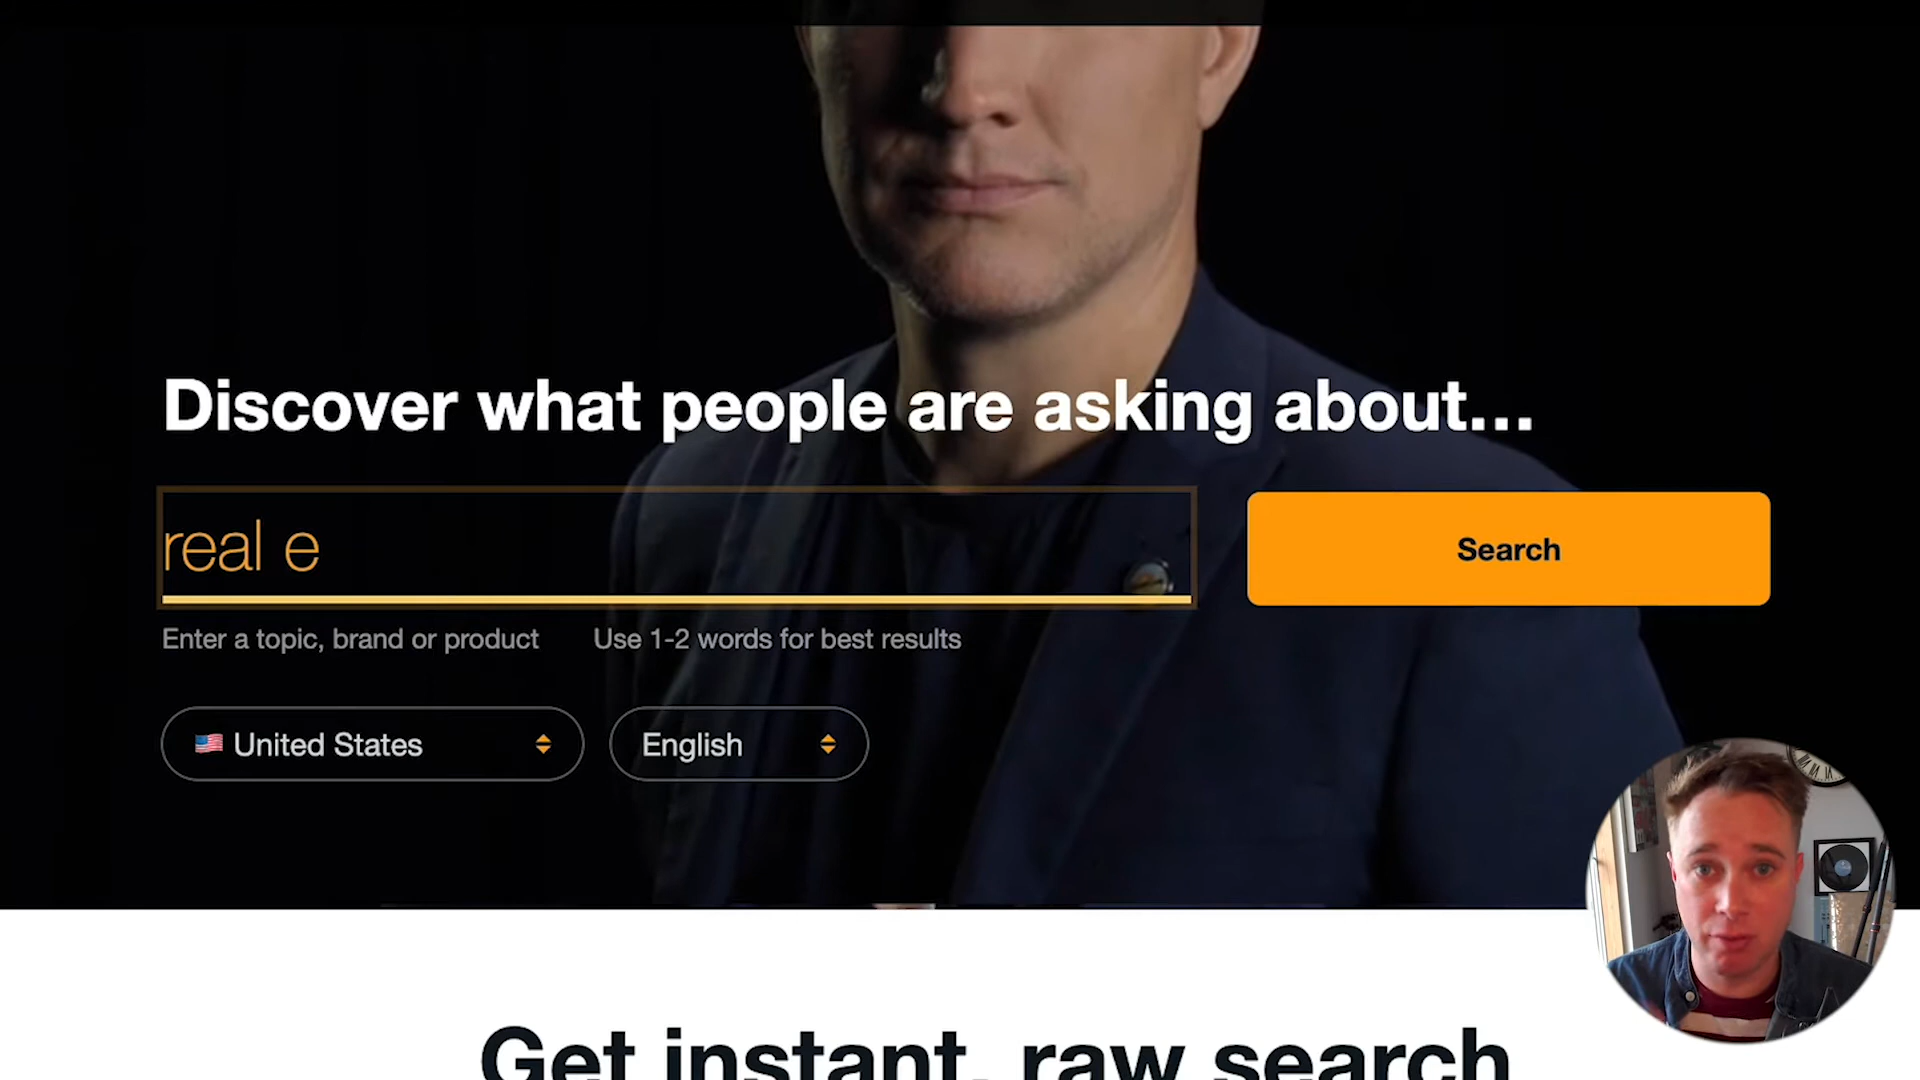 Discover what people are asking about...
real e
Search
Enter a topic, brand or product
Use 1-2 words for best results
United States
English
Get instant, raw search